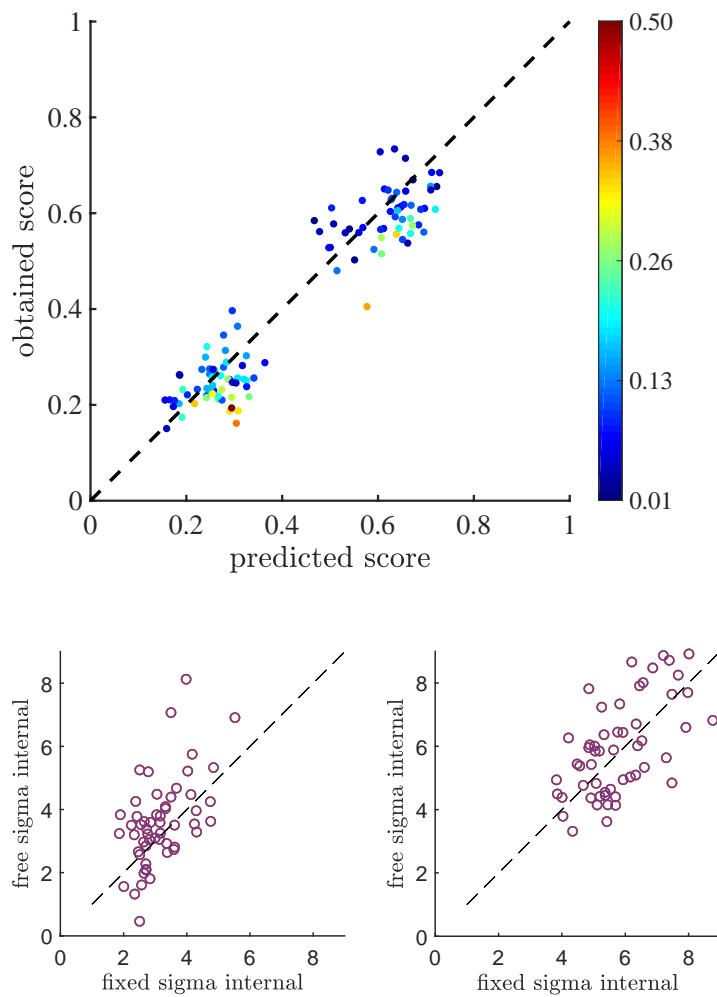 1
0.8
0.6
0.4
0.2
0
0 0.2 0.4 0.6 0.8 1
obtained score
predicted score
0.50
0.38
0.26
0.13
0.01
8
6
4
2
0
0 2 4 6 8
free sigma internal
fixed sigma internal
8
6
4
2
0
0 2 4 6 8
free sigma internal
fixed sigma internal